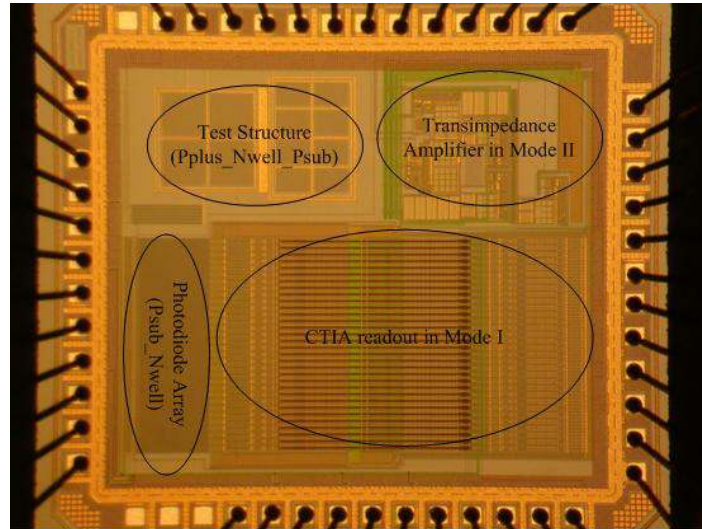 Test Structure
(Pplus_Nwell_Psub)
Transimpedance
Amplifier in Mode II
Photodiode Array
(Psub_Nwell)
CTIA readout in Mode I